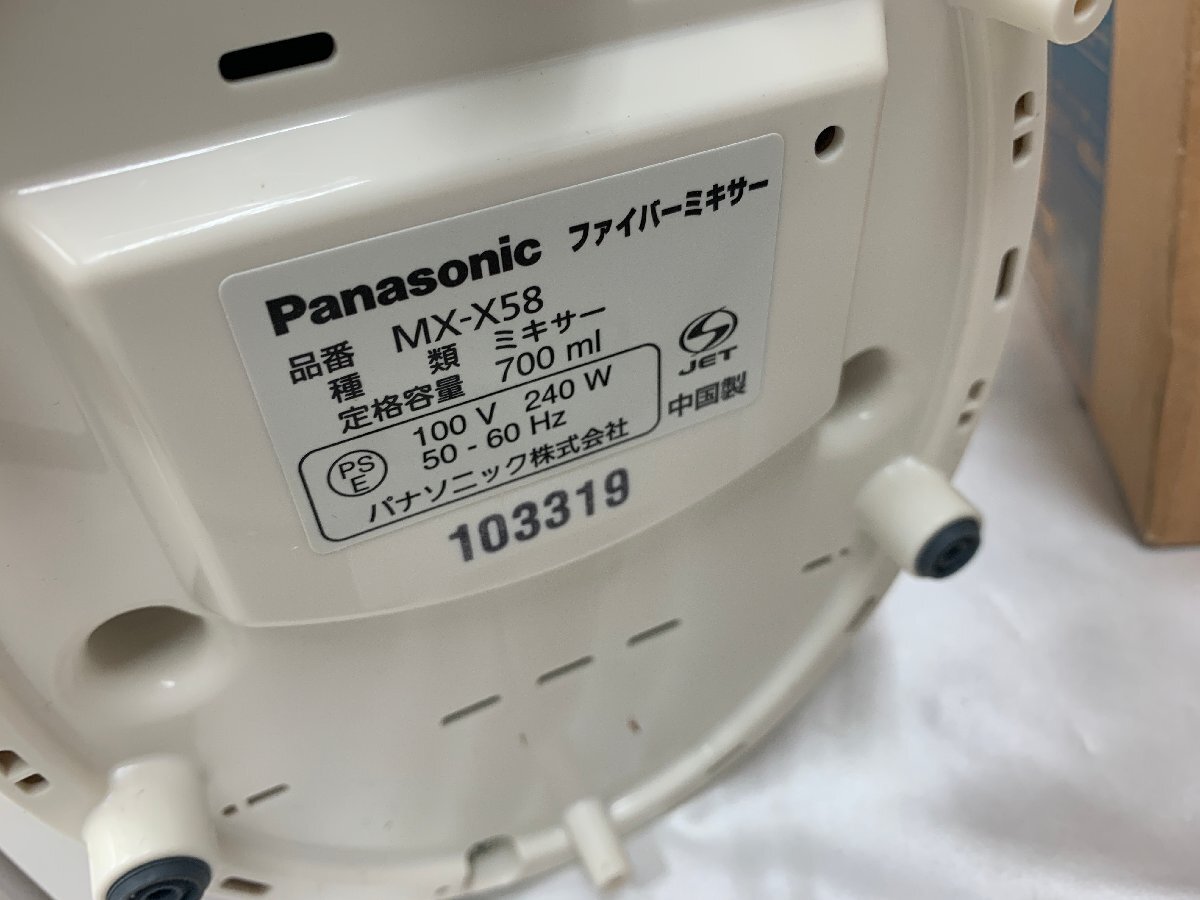 Panasonic ファイバーミキサー
品番 MX-X58
種類 ミキサー
定格容量 700 ml
100 V 240 W
50 - 60 Hz
PS
E
パナソニック株式会社
JET
中国製
103319